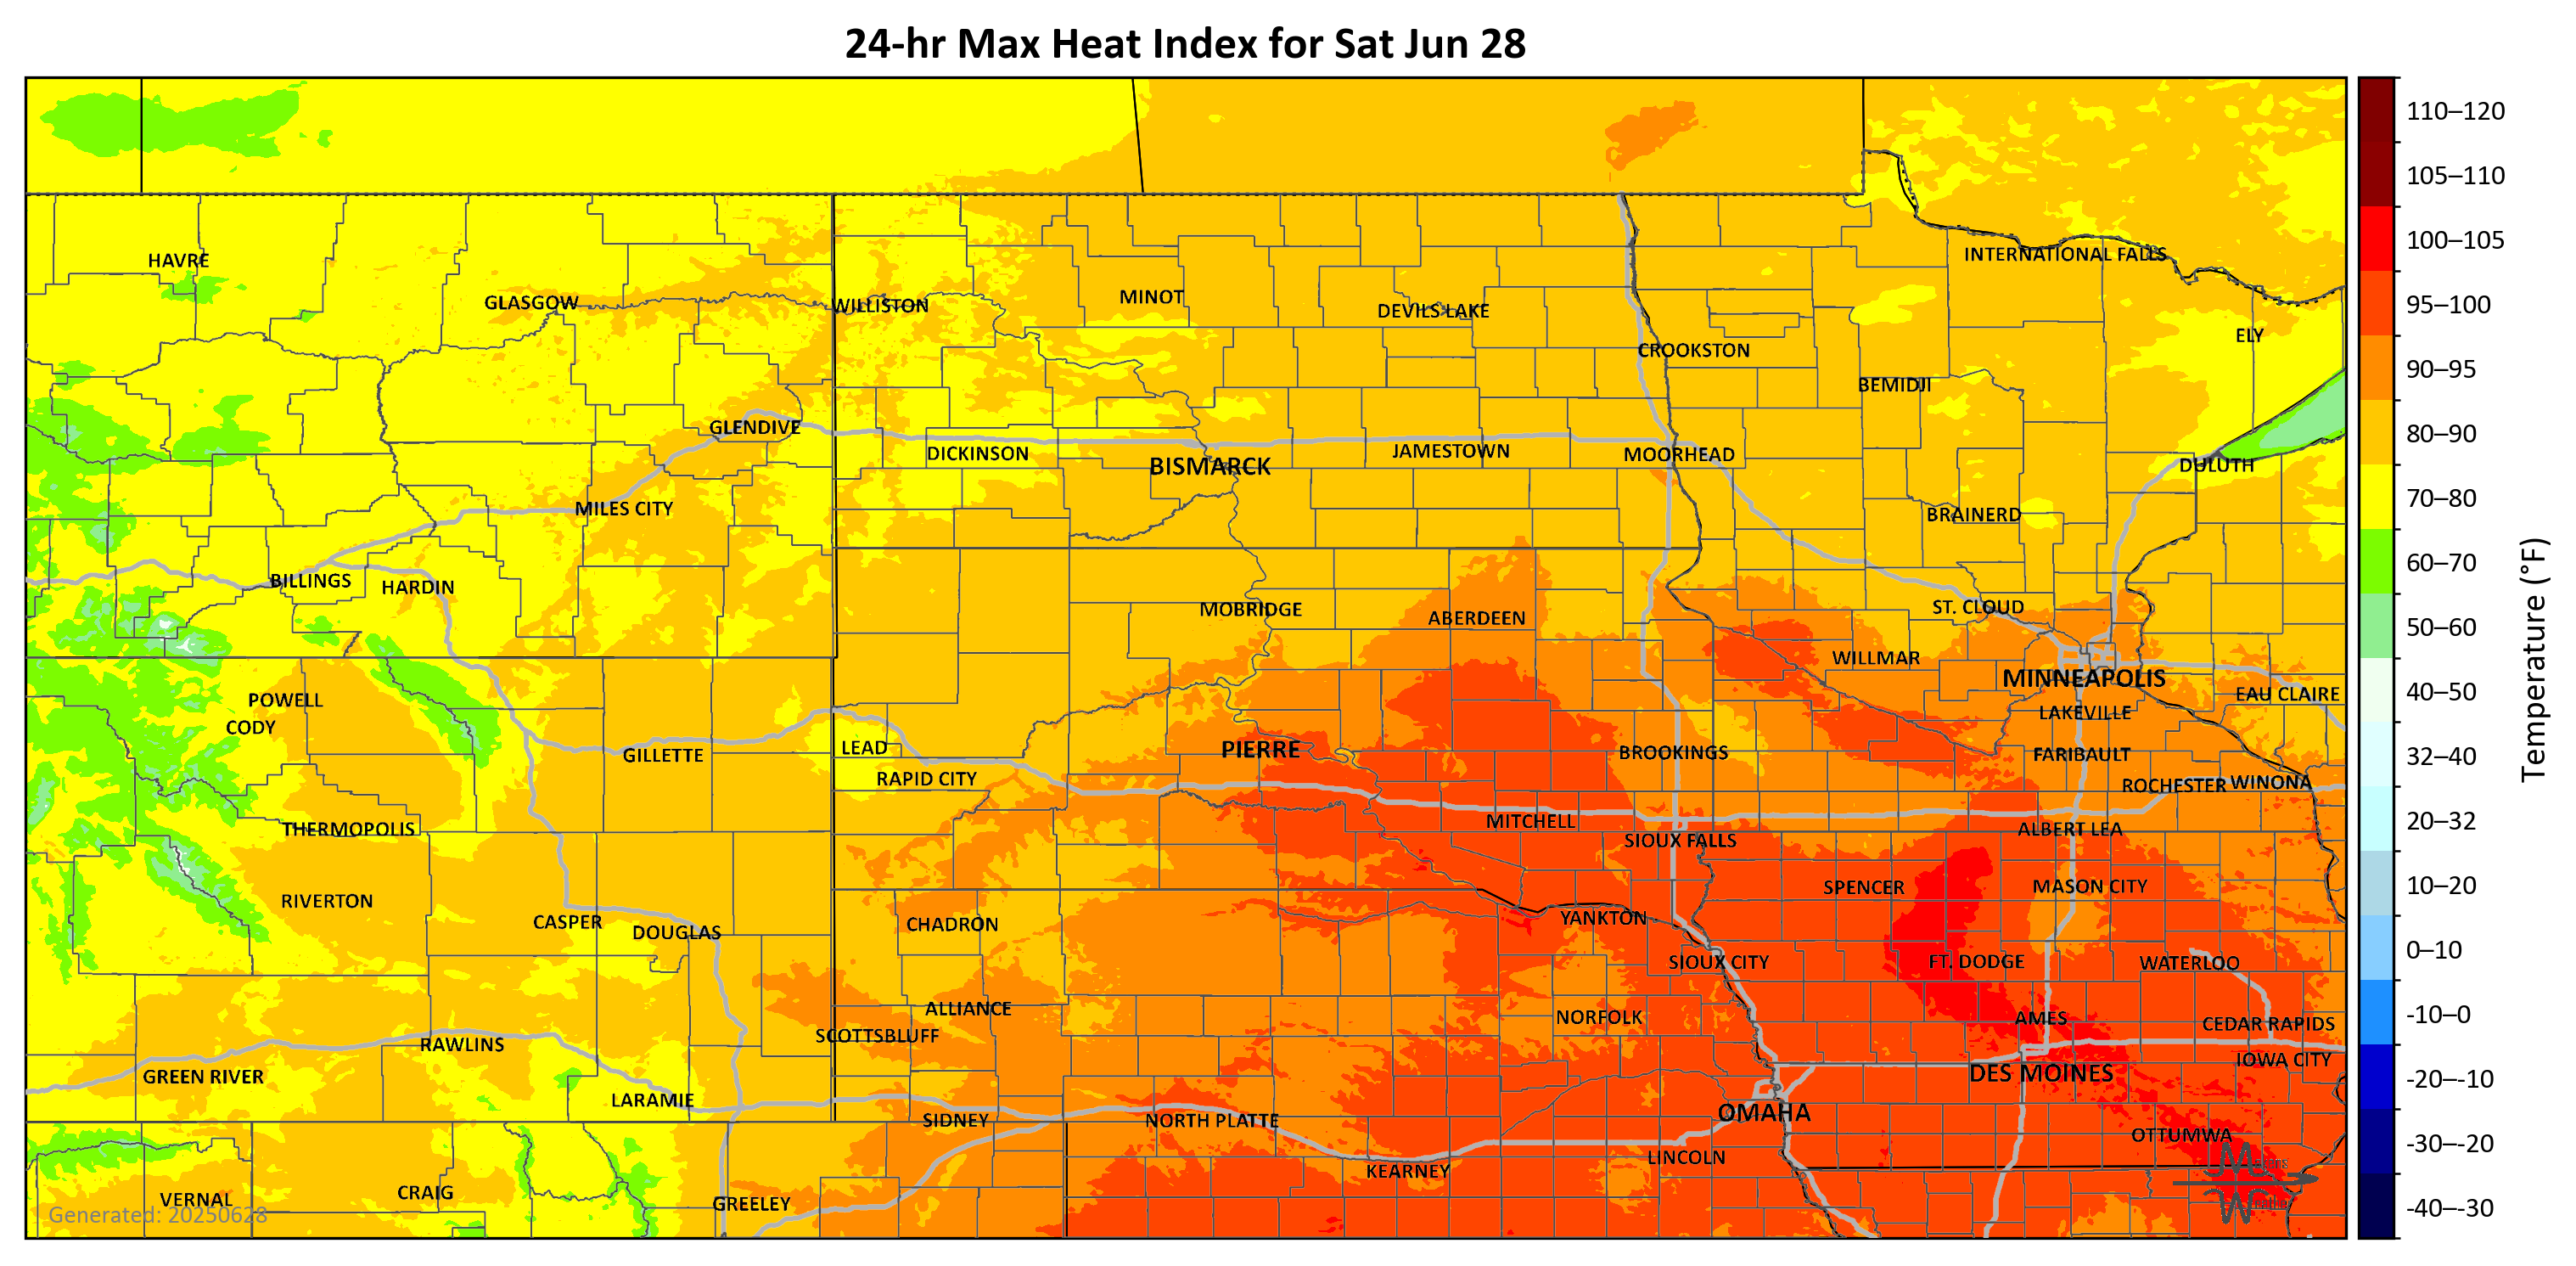 24-hr Max Heat Index for Sat Jun 28
110–120
105–110
100–105
95–100
90–95
80–90
70–80
60–70
50–60
40–50
32–40
20–32
10–20
0–10
-10–0
-20–-10
-30–-20
-40–-30
Temperature (°F)
INTERNATIONAL FALLS
HAVRE
MINOT
GLASGOW
WILLISTON
DEVILS LAKE
ELY
CROOKSTON
BEMIDJI
GLENDIVE
DICKINSON
JAMESTOWN
MOORHEAD
BISMARCK
DULUTH
MILES CITY
BRAINERD
BILLINGS
HARDIN
ST. CLOUD
MOBRIDGE
ABERDEEN
WILLMAR
MINNEAPOLIS
EAU CLAIRE
POWELL
LAKEVILLE
CODY
LEAD
PIERRE
BROOKINGS
GILLETTE
FARIBAULT
RAPID CITY
ROCHESTER
WINONA
MITCHELL
THERMOPOLIS
ALBERT LEA
SIOUX FALLS
SPENCER
MASON CITY
RIVERTON
YANKTON
CASPER
CHADRON
DOUGLAS
SIOUX CITY
FT. DODGE
WATERLOO
ALLIANCE
NORFOLK
AMES
CEDAR RAPIDS
SCOTTSBLUFF
RAWLINS
IOWA CITY
GREEN RIVER
DES MOINES
LARAMIE
OMAHA
SIDNEY
NORTH PLATTE
OTTUMWA
LINCOLN
KEARNEY
CRAIG
VERNAL
GREELEY
Generated: 20250628